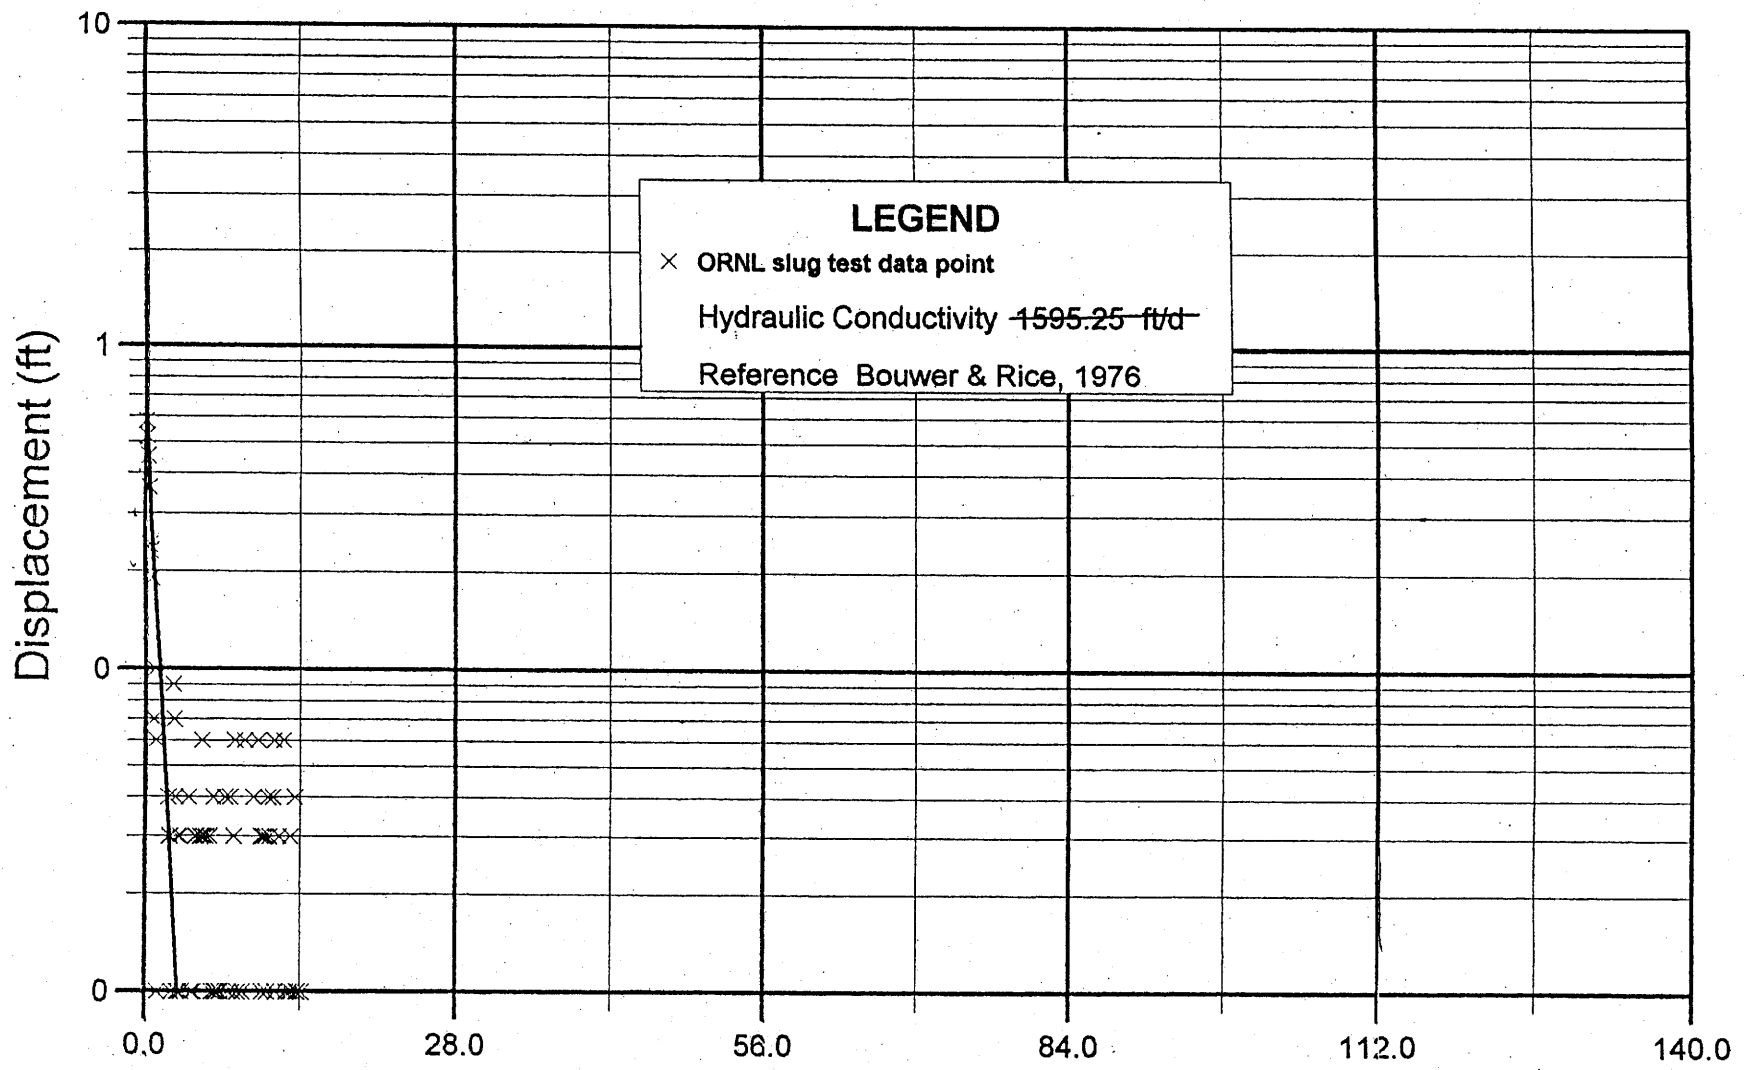 10
1
0
0
Displacement (ft)
LEGEND
× ORNL slug test data point
Hydraulic Conductivity 1595.25 ft/d
Reference Bouwer & Rice, 1976
0.0 28.0 56.0 84.0 112.0 140.0